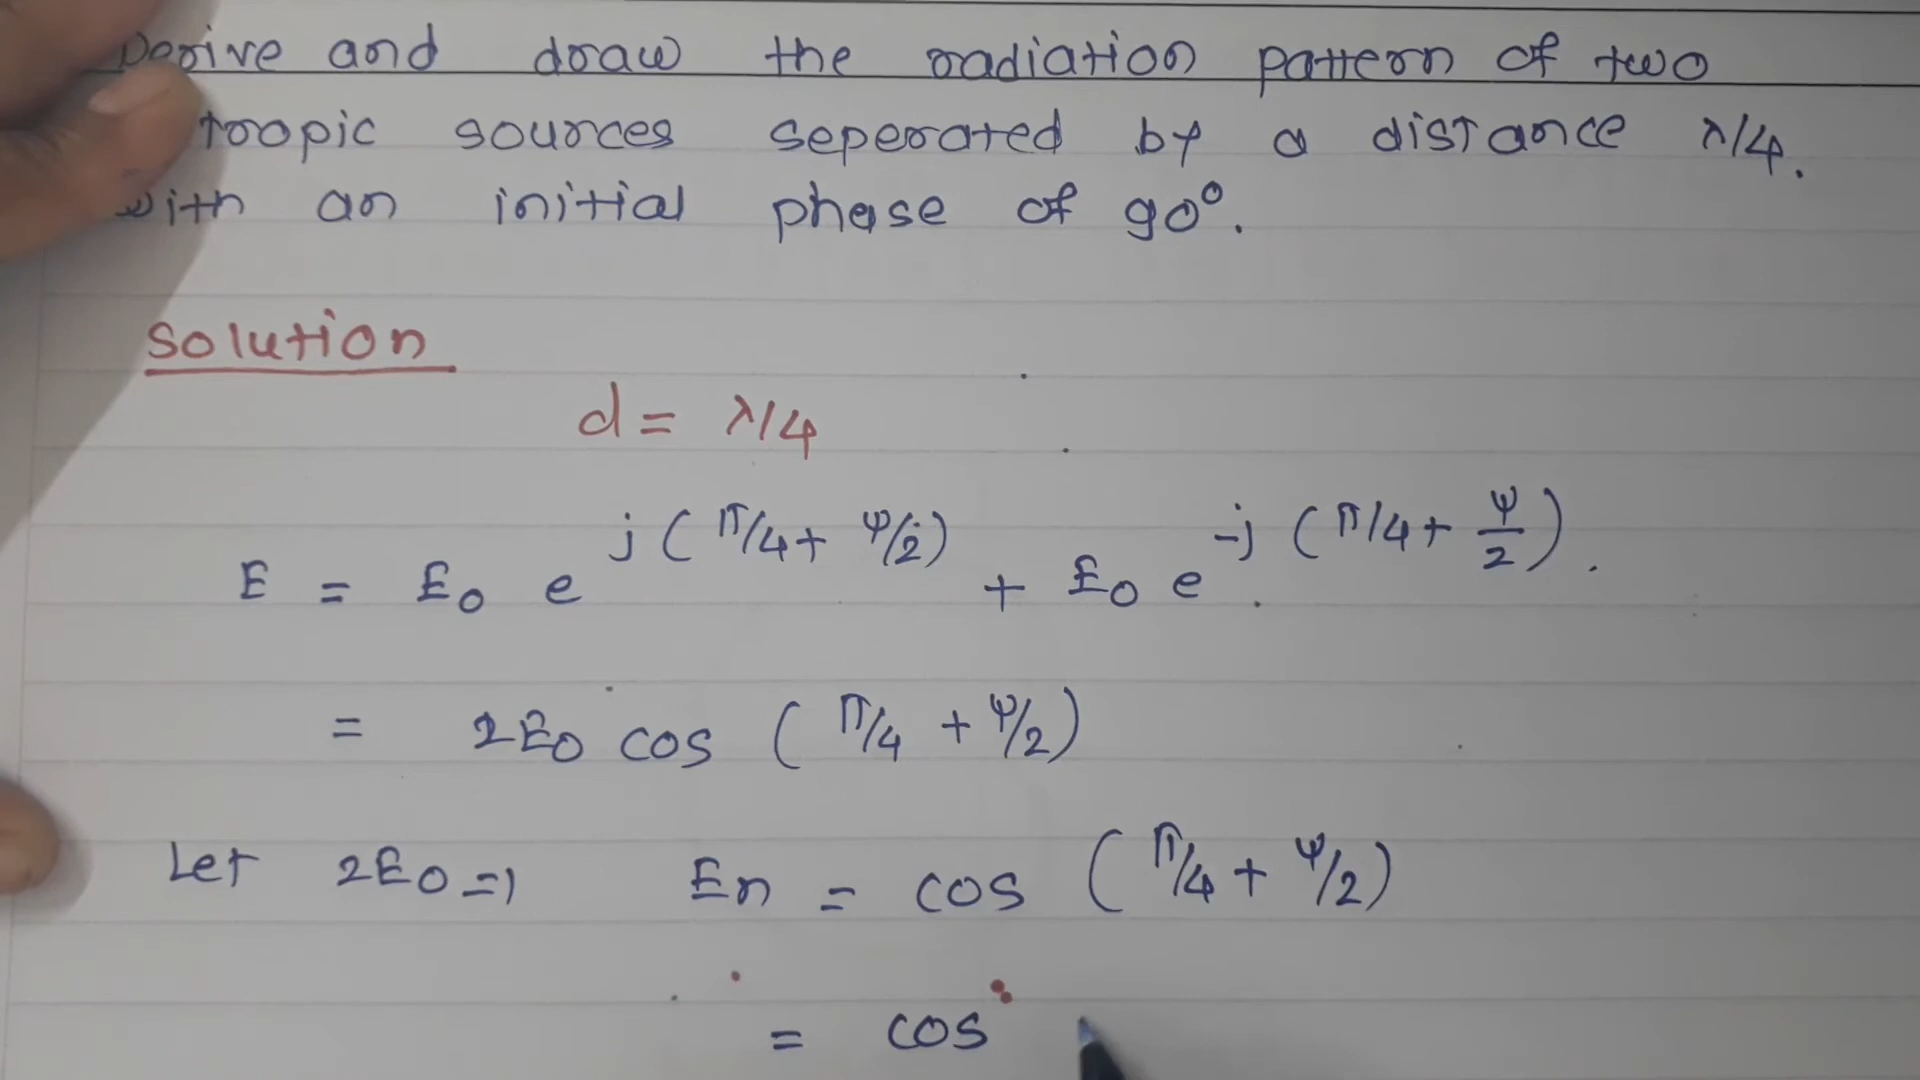 Derive and draw the radiation pattern of two
tropic sources seperated by a distance λ/4.
with an initial phase of 90°.
Solution
d = λ/4
E = E0 e^j(π/4 + ψ/2) + E0 e^-j(π/4 + ψ/2).
= 2E0 cos (π/4 + ψ/2)
Let 2E0=1 En = cos (π/4 + ψ/2)
= cos